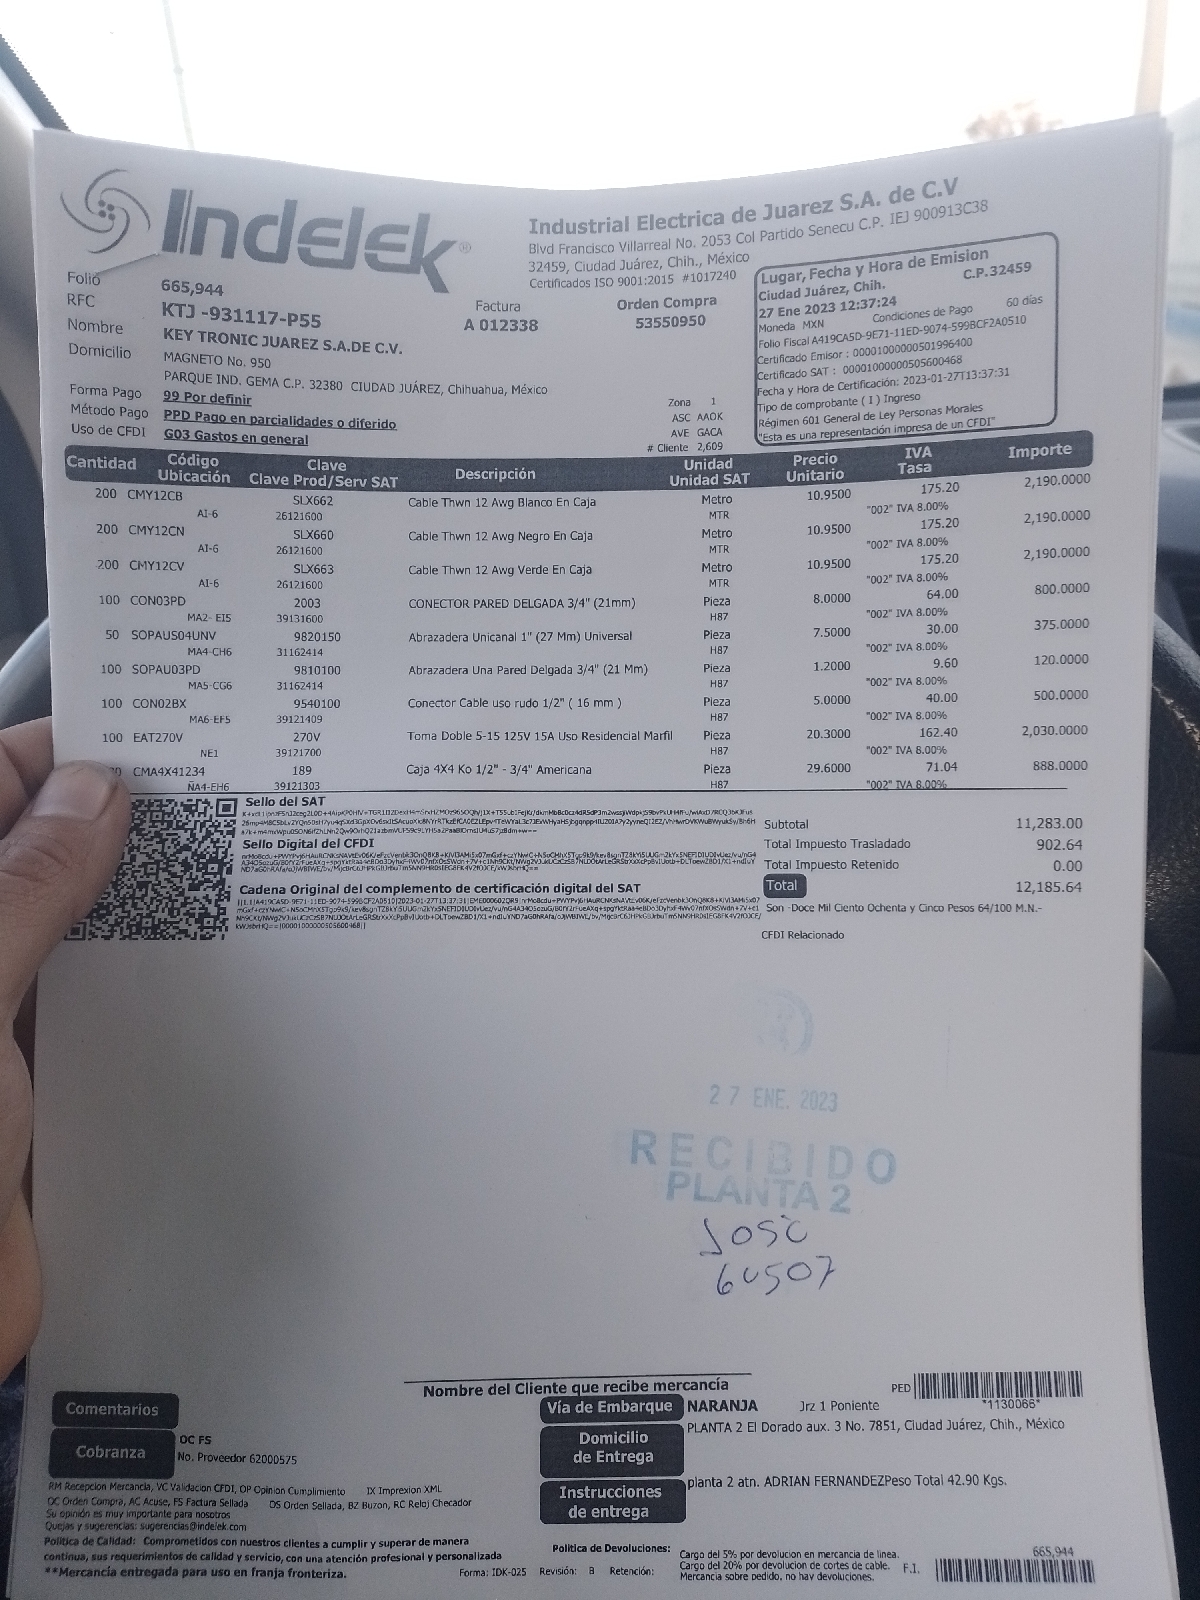 Indelek®
Industrial Electrica de Juarez S.A. de C.V
Blvd Francisco Villarreal No. 2053 Col Partido Senecu C.P. IEJ 900913C38
32459, Ciudad Juárez, Chih., México
Certificados ISO 9001:2015 #1017240
Folio 665,944
RFC KTJ -931117-P55
Factura
A 012338
Orden Compra
53550950
Nombre KEY TRONIC JUAREZ S.A.DE C.V.
Domicilio MAGNETO No. 950
PARQUE IND. GEMA C.P. 32380 CIUDAD JUÁREZ, Chihuahua, México
Forma Pago 99 Por definir
Método Pago PPD Pago en parcialidades o diferido
Uso de CFDI G03 Gastos en general
Zona 1
ASC AAOK
AVE GACA
# Cliente 2,609
Lugar, Fecha y Hora de Emision
Ciudad Juárez, Chih. C.P.32459
27 Ene 2023 12:37:24
Moneda MXN Condiciones de Pago 60 días
Folio Fiscal A419CA5D-9E71-11ED-9074-599BCF2A0510
Certificado Emisor : 00001000000501996400
Certificado SAT : 00001000000505600468
Fecha y Hora de Certificación: 2023-01-27T13:37:31
Tipo de comprobante ( I ) Ingreso
Régimen 601 General de Ley Personas Morales
"Esta es una representación impresa de un CFDI"
Cantidad Código Clave Descripción Unidad Precio IVA Importe
Ubicación Clave Prod/Serv SAT Unidad SAT Unitario Tasa
200 CMY12CB SLX662 Cable Thwn 12 Awg Blanco En Caja Metro 10.9500 175.20 2,190.0000
AI-6 26121600 MTR "002" IVA 8.00%
200 CMY12CN SLX660 Cable Thwn 12 Awg Negro En Caja Metro 10.9500 175.20 2,190.0000
AI-6 26121600 MTR "002" IVA 8.00%
200 CMY12CV SLX663 Cable Thwn 12 Awg Verde En Caja Metro 10.9500 175.20 2,190.0000
AI-6 26121600 MTR "002" IVA 8.00%
100 CON03PD 2003 CONECTOR PARED DELGADA 3/4" (21mm) Pieza 8.0000 64.00 800.0000
MA2- EI5 39131600 H87 "002" IVA 8.00%
50 SOPAUS04UNV 9820150 Abrazadera Unicanal 1" (27 Mm) Universal Pieza 7.5000 30.00 375.0000
MA4-CH6 31162414 H87 "002" IVA 8.00%
100 SOPAU03PD 9810100 Abrazadera Una Pared Delgada 3/4" (21 Mm) Pieza 1.2000 9.60 120.0000
MA5-CG6 31162414 H87 "002" IVA 8.00%
100 CON02BX 9540100 Conector Cable uso rudo 1/2" ( 16 mm ) Pieza 5.0000 40.00 500.0000
MA6-EF5 39121409 H87 "002" IVA 8.00%
100 EAT270V 270V Toma Doble 5-15 125V 15A Uso Residencial Marfil Pieza 20.3000 162.40 2,030.0000
NE1 39121700 H87 "002" IVA 8.00%
CMA4X41234 189 Caja 4X4 Ko 1/2" - 3/4" Americana Pieza 29.6000 71.04 888.0000
ÑA4-EH6 39121303 H87 "002" IVA 8.00%
Sello del SAT
Sello Digital del CFDI
Cadena Original del complemento de certificación digital del SAT
Subtotal 11,283.00
Total Impuesto Trasladado 902.64
Total Impuesto Retenido 0.00
Total 12,185.64
Son -Doce Mil Ciento Ochenta y Cinco Pesos 64/100 M.N.-
CFDI Relacionado
27 ENE. 2023
RECIBIDO
PLANTA 2
Nombre del Cliente que recibe mercancía
PED
*1130066*
Comentarios
Cobranza
OC FS
No. Proveedor 62000575
Vía de Embarque NARANJA Jrz 1 Poniente
Domicilio de Entrega
PLANTA 2 El Dorado aux. 3 No. 7851, Ciudad Juárez, Chih., México
Instrucciones de entrega
planta 2 atn. ADRIAN FERNANDEZPeso Total 42.90 Kgs.
RM Recepcion Mercancia, VC Validacion CFDI, OP Opinion Cumplimiento IX Imprexion XML
OC Orden Compra, AC Acuse, FS Factura Sellada DS Orden Sellada, BZ Buzon, RC Reloj Checador
Su opinión es muy importante para nosotros
Quejas y sugerencias: sugerencias@indelek.com
Politica de Calidad: Comprometidos con nuestros clientes a cumplir y superar de manera
continua, sus requerimientos de calidad y servicio, con una atención profesional y personalizada
**Mercancia entregada para uso en franja fronteriza.
Forma: IDK-025 Revisión: B Retención:
Politica de Devoluciones:
Cargo del 5% por devolucion en mercancia de linea.
Cargo del 20% por devolucion de cortes de cable.
Mercancia sobre pedido, no hay devoluciones.
F.I.
665,944